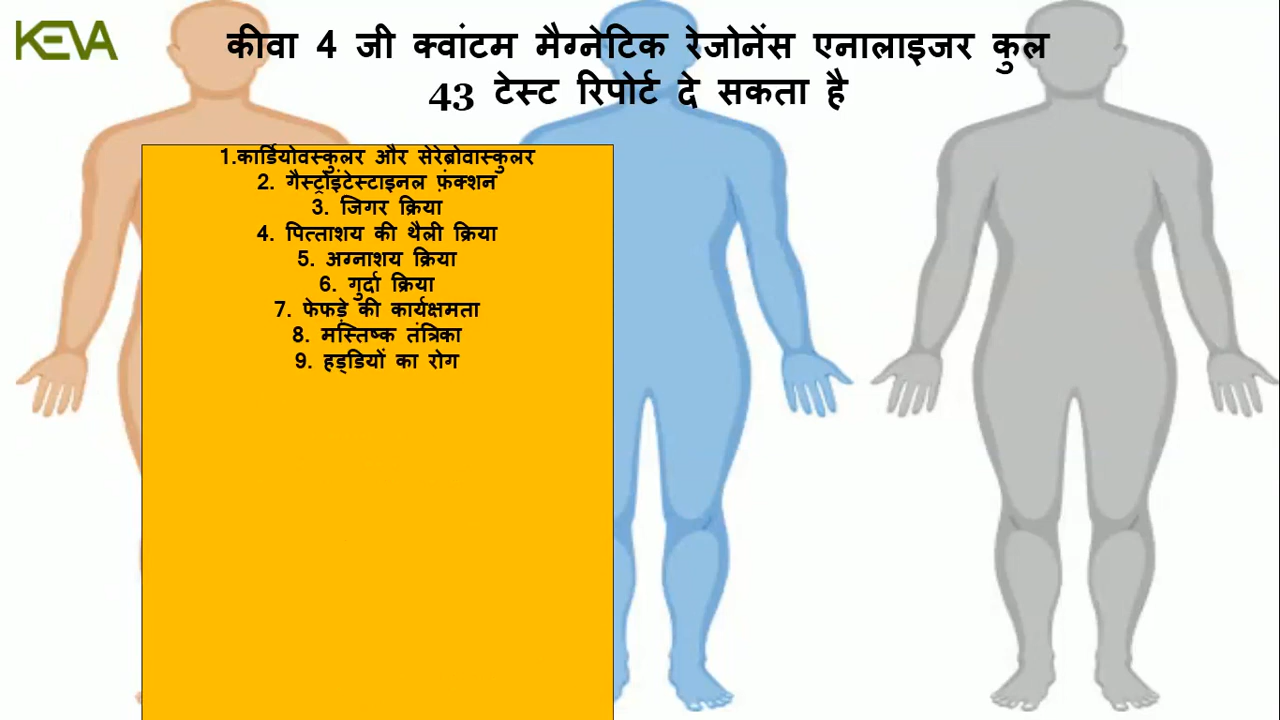 KEVA
कीवा 4 जी क्वांटम मैग्नेटिक रेजोनेंस एनालाइजर कुल
43 टेस्ट रिपोर्ट दे सकता है
1.कार्डियोवस्कुलर और सेरेब्रोवास्कुलर
2. गैस्ट्रोइंटेस्टाइनल फ़ंक्शन
3. जिगर क्रिया
4. पित्ताशय की थैली क्रिया
5. अग्नाशय क्रिया
6. गुर्दा क्रिया
7. फेफड़े की कार्यक्षमता
8. मस्तिष्क तंत्रिका
9. हड्डियों का रोग